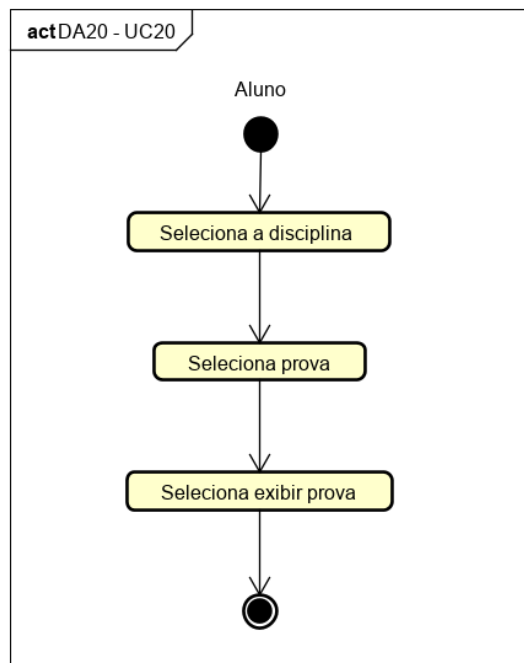 act DA20 - UC20
Aluno
Seleciona a disciplina
Seleciona prova
Seleciona exibir prova